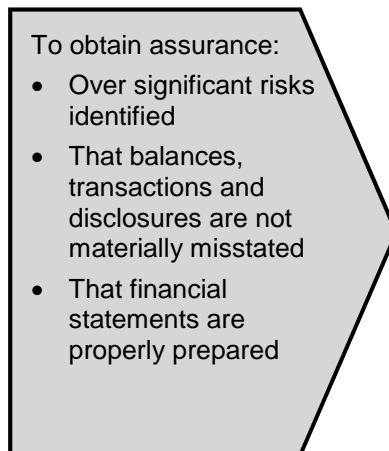 To obtain assurance:
• Over significant risks
identified
• That balances,
transactions and
disclosures are not
materially misstated
• That financial
statements are
properly prepared